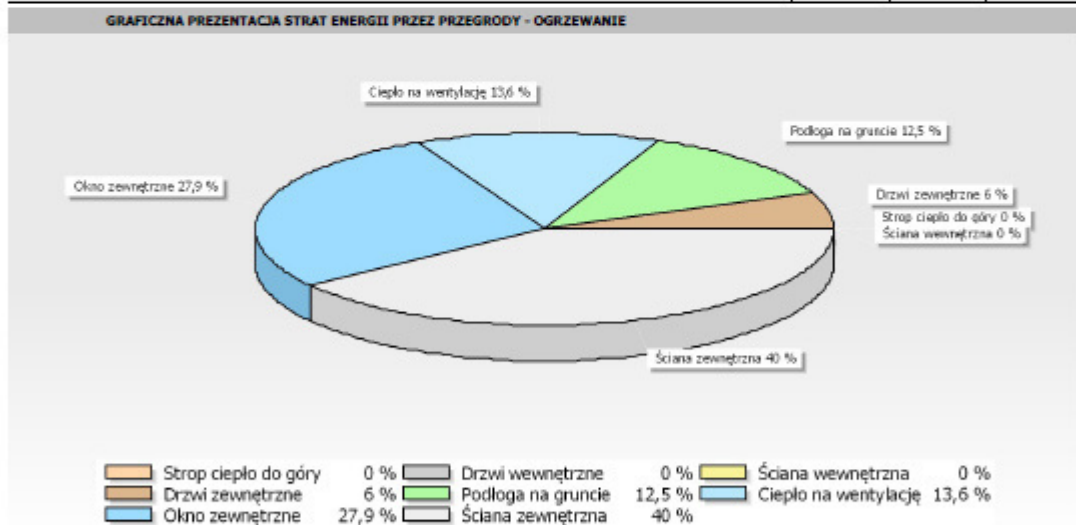 GRAFICZNA PREZENTACJA STRAT ENERGII PRZEZ PRZEGRODY - OGRZEWANIE
Ciepło na wentylację 13,6 %
Podłoga na gruncie 12,5 %
Okno zewnętrzne 27,9 %
Drzwi zewnętrzne 6 %
Strop ciepło do góry 0 %
Ściana wewnętrzna 0 %
Ściana zewnętrzna 40 %
Strop ciepło do góry 0 % Drzwi wewnętrzne 0 % Ściana wewnętrzna 0 %
Drzwi zewnętrzne 6 % Podłoga na gruncie 12,5 % Ciepło na wentylację 13,6 %
Okno zewnętrzne 27,9 % Ściana zewnętrzna 40 %